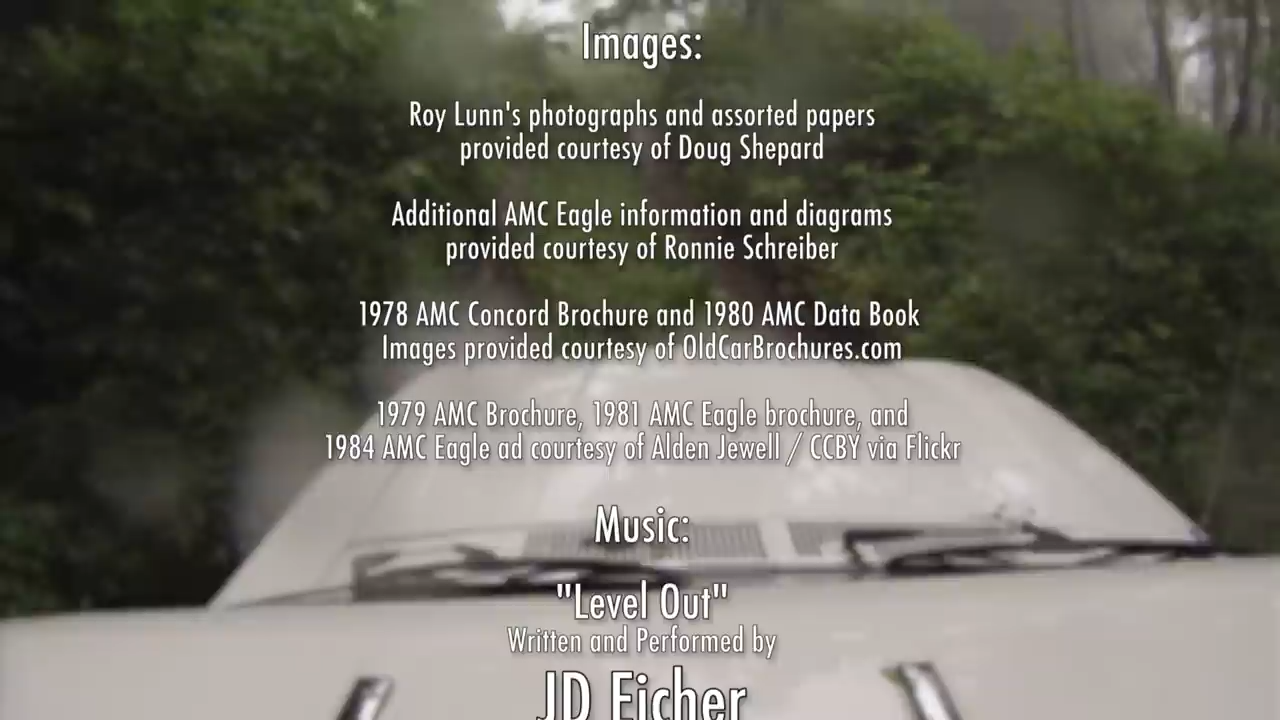 Images:
Roy Lunn's photographs and assorted papers
provided courtesy of Doug Shepard
Additional AMC Eagle information and diagrams
provided courtesy of Ronnie Schreiber
1978 AMC Concord Brochure and 1980 AMC Data Book
Images provided courtesy of OldCarBrochures.com
1979 AMC Brochure, 1981 AMC Eagle brochure, and
1984 AMC Eagle ad courtesy of Alden Jewell / CCBY via Flickr
Music:
"Level Out"
Written and Performed by
JD Eicher